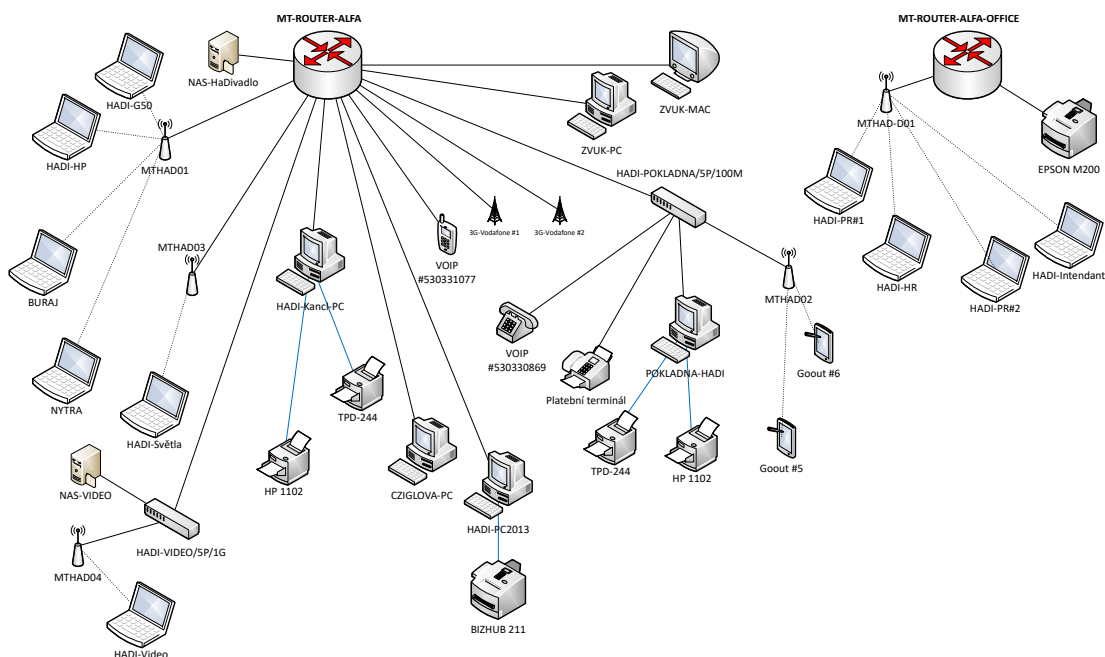 MT-ROUTER-ALFA
MT-ROUTER-ALFA-OFFICE
NAS-HaDivadlo
HADI-G50
ZVUK-MAC
MTHAD-D01
ZVUK-PC
HADI-HP
MTHAD01
EPSON M200
HADI-POKLADNA/5P/100M
HADI-PR#1
3G-Vodafone #1
3G-Vodafone #2
MTHAD03
VOIP
#530331077
HADI-Intendant
MTHAD02
HADI-HR
BURAJ
HADI-Kancl-PC
HADI-PR#2
VOIP
#530330869
POKLADNA-HADI
Goout #6
Platební terminál
NYTRA
TPD-244
HADI-Světla
TPD-244
HP 1102
Goout #5
HP 1102
CZIGLOVA-PC
NAS-VIDEO
HADI-PC2013
HADI-VIDEO/5P/1G
MTHAD04
BIZHUB 211
HADI-Video